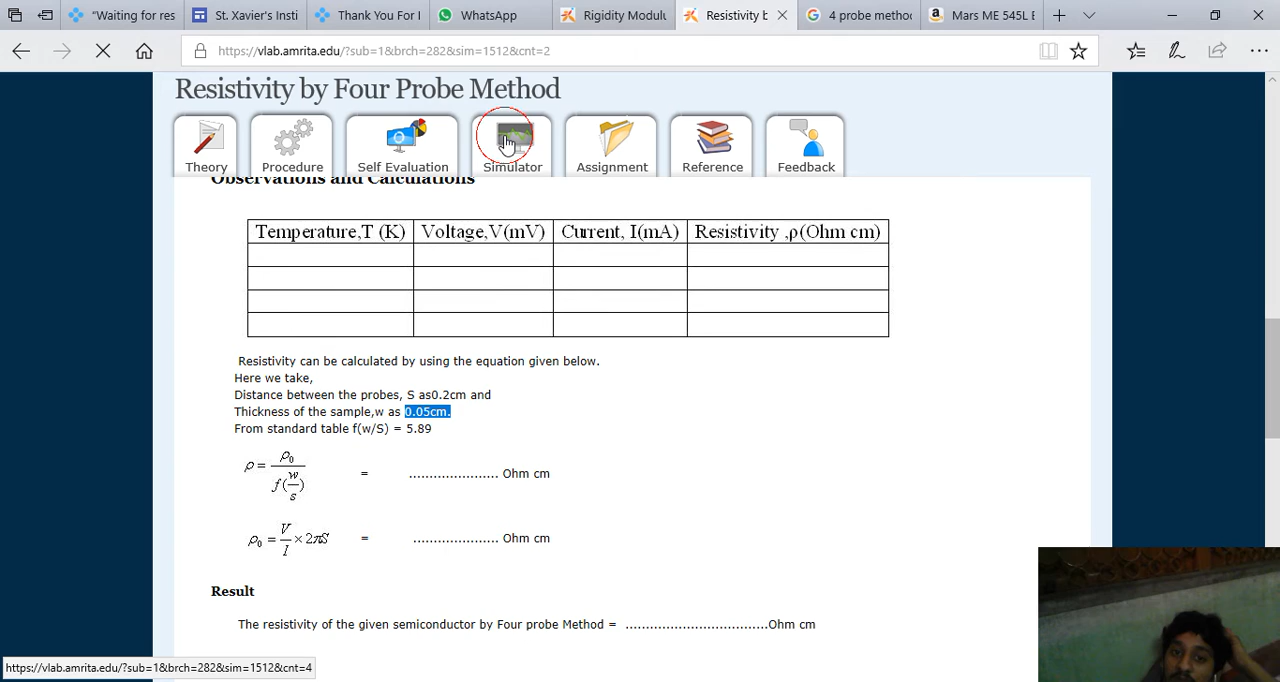 "Waiting for res
St. Xavier's Insti
Thank You For I
WhatsApp
Rigidity Modulu
Resistivity b
4 probe method
Mars ME 545L E
https://vlab.amrita.edu/?sub=1&brch=282&sim=1512&cnt=2
Resistivity by Four Probe Method
Theory
Procedure
Self Evaluation
Simulator
Assignment
Reference
Feedback
Observations and Calculations
Temperature,T (K) Voltage,V(mV) Current, I(mA) Resistivity ,ρ(Ohm cm)
Resistivity can be calculated by using the equation given below.
Here we take,
Distance between the probes, S as0.2cm and
Thickness of the sample,w as 0.05cm.
From standard table f(w/S) = 5.89
ρ = ρ0 / f(w/s) = ...................... Ohm cm
ρ0 = V/I × 2πS = ..................... Ohm cm
Result
The resistivity of the given semiconductor by Four probe Method = ...................................Ohm cm
https://vlab.amrita.edu/?sub=1&brch=282&sim=1512&cnt=4